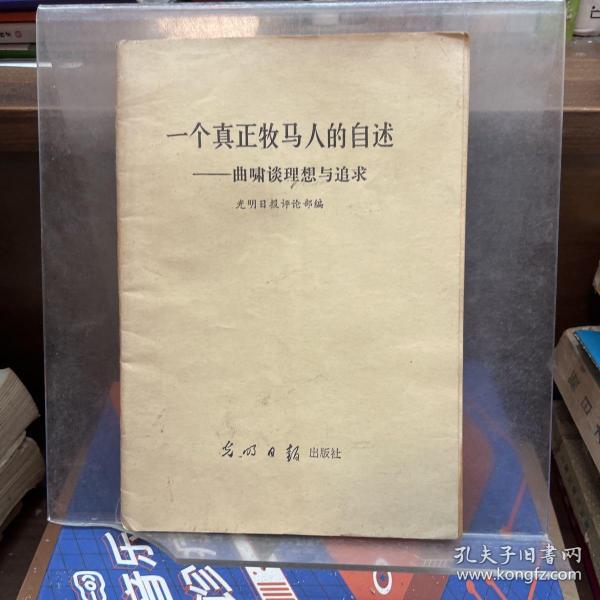 一个真正牧马人的自述
——曲啸谈理想与追求
光明日报评论部编
光明日报 出版社
乐
音
孔夫子旧书网
www.kongfz.com